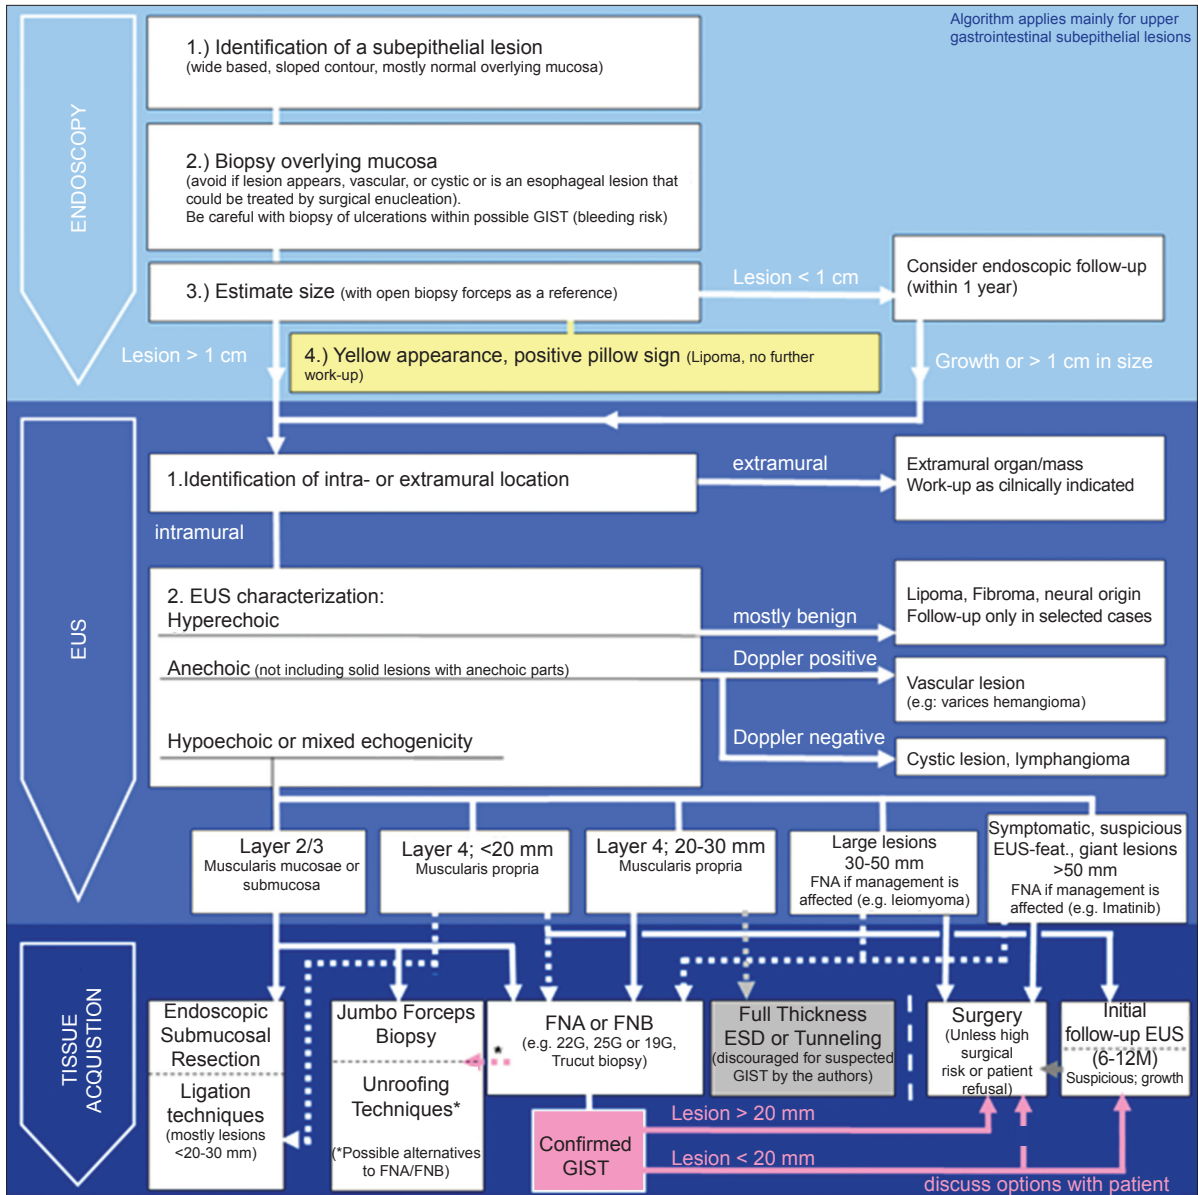 Algorithm applies mainly for upper
gastrointestinal subepithelial lesions
ENDOSCOPY
1.) Identification of a subepithelial lesion
(wide based, sloped contour, mostly normal overlying mucosa)
2.) Biopsy overlying mucosa
(avoid if lesion appears, vascular, or cystic or is an esophageal lesion that
could be treated by surgical enucleation).
Be careful with biopsy of ulcerations within possible GIST (bleeding risk)
3.) Estimate size (with open biopsy forceps as a reference)
Lesion < 1 cm
Consider endoscopic follow-up
(within 1 year)
Lesion > 1 cm
4.) Yellow appearance, positive pillow sign (Lipoma, no further
work-up)
Growth or > 1 cm in size
EUS
1.Identification of intra- or extramural location
extramural
Extramural organ/mass
Work-up as cilnically indicated
intramural
2. EUS characterization:
Hyperechoic
mostly benign
Lipoma, Fibroma, neural origin
Follow-up only in selected cases
Anechoic (not including solid lesions with anechoic parts)
Doppler positive
Vascular lesion
(e.g: varices hemangioma)
Hypoechoic or mixed echogenicity
Doppler negative
Cystic lesion, lymphangioma
Layer 2/3
Muscularis mucosae or
submucosa
Layer 4; <20 mm
Muscularis propria
Layer 4; 20-30 mm
Muscularis propria
Large lesions
30-50 mm
FNA if management is
affected (e.g. leiomyoma)
Symptomatic, suspicious
EUS-feat., giant lesions
>50 mm
FNA if management is
affected (e.g. Imatinib)
TISSUE
ACQUISTION
Endoscopic
Submucosal
Resection
Ligation
techniques
(mostly lesions
<20-30 mm)
Jumbo Forceps
Biopsy
Unroofing
Techniques*
(*Possible alternatives
to FNA/FNB)
*
FNA or FNB
(e.g. 22G, 25G or 19G,
Trucut biopsy)
Full Thickness
ESD or Tunneling
(discouraged for suspected
GIST by the authors)
Surgery
(Unless high
surgical
risk or patient
refusal)
Initial
follow-up EUS
(6-12M)
Suspicious; growth
Confirmed
GIST
Lesion > 20 mm
Lesion < 20 mm
discuss options with patient